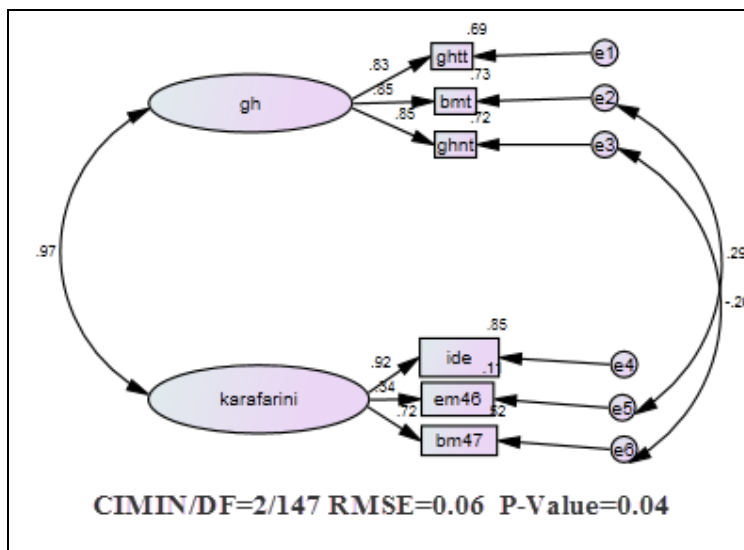 .69
.83
ghtt
e1
.73
.85
gh
bmt
e2
.72
.85
ghnt
e3
.97
.29
-.20
.85
.92
ide
e4
.11
.34
karafarini
em46
e5
.52
.72
bm47
e6
CIMIN/DF=2/147 RMSE=0.06 P-Value=0.04